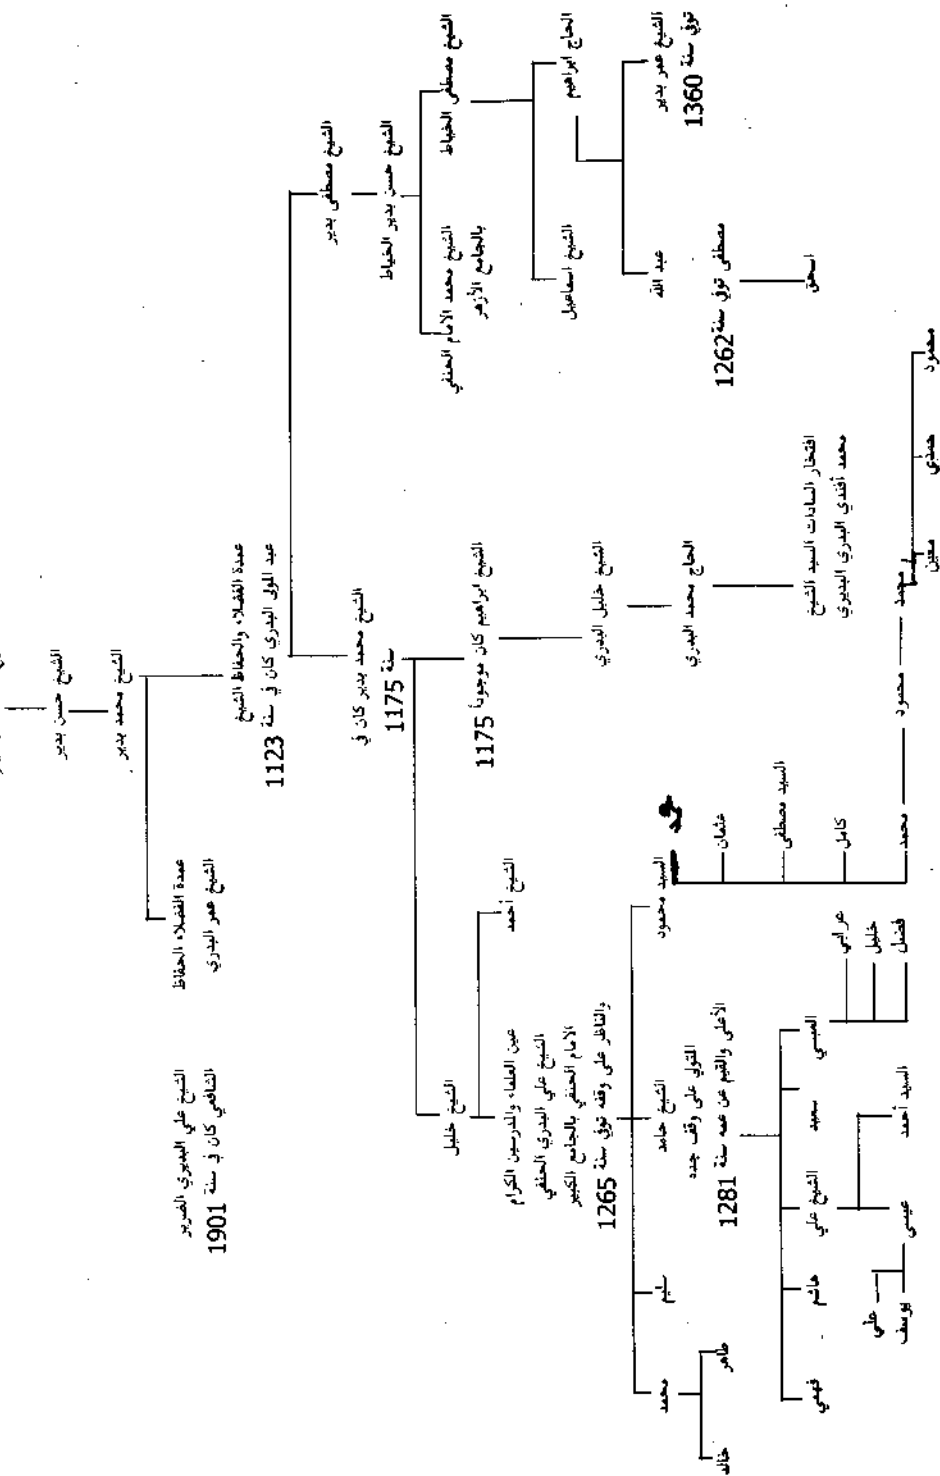 الشيخ حسن بدير
الشيخ محمد بدير
عمدة الفضلاء والحفاظ الشيخ
عبد المولى البدري كان في سنة 1123
عمدة الفضلاء الحفاظ
الشيخ عمر البدري
الشيخ علي البديري الضرير
الشافعي كان في سنة 1901
الشيخ مصطفى بدير
الشيخ محمد بدير كان في
سنة 1175
الشيخ حسن بدير الخياط
الشيخ مصطفى الخياط
الشيخ محمد الامام الحنفي
بالجامع الأزهر
الشيخ ابراهيم كان موجوداً 1175
الشيخ خليل
الحاج ابراهيم
الشيخ اسماعيل
الشيخ خليل البدري
الشيخ أحمد
عين العلماء والمدرسين الكرام
الشيخ علي البدري الحنفي
الامام الحنفي بالجامع الكبير
والناظر على وقفه توفي سنة 1265
الشيخ عمر بدير
توفي سنة 1360
عبد الله
الحاج محمد البدري
السيد محمود
محمد
الشيخ حامد
المتولي على وقف جده
الأعلى والقيم عن عمه سنة 1281
سليم
محمد
مصطفى توفي سنة 1262
اسحق
افتخار السادات السيد الشيخ
محمد أفندي البدري البديري
عثمان
السيد مصطفى
كامل
محمد
محمود
محمد
محمود
حمدي
معين
طاهر
خالد
سعيد
الشيخ علي
هاشم
فهمي
عرابي
خليل
فضل
السيد أحمد
عيسى
علي
يوسف